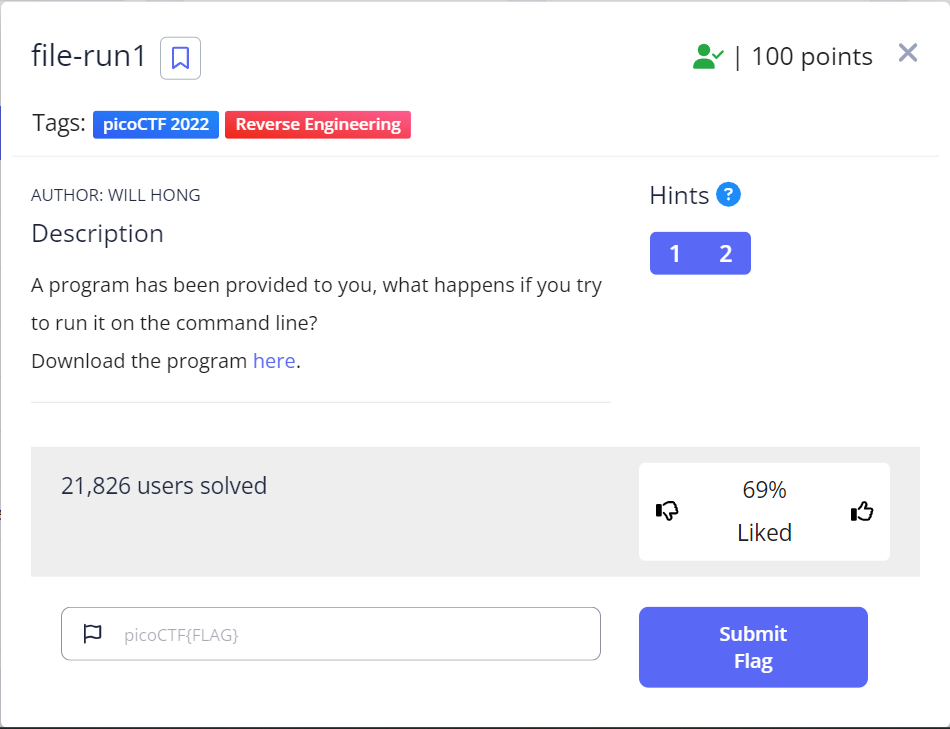 file-run1
| 100 points
Tags: picoCTF 2022 Reverse Engineering
AUTHOR: WILL HONG
Description
A program has been provided to you, what happens if you try
to run it on the command line?
Download the program here.
Hints ?
1 2
21,826 users solved
69%
Liked
picoCTF{FLAG}
Submit
Flag